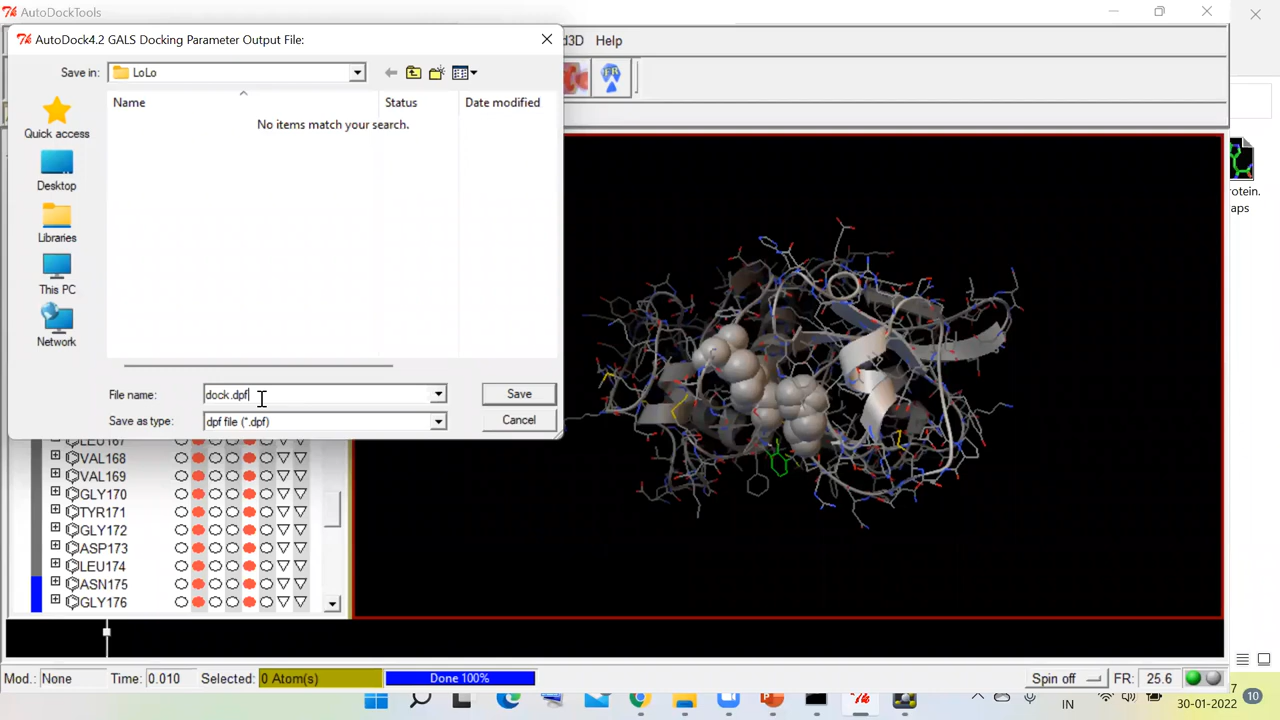 AutoDockTools
AutoDock4.2 GALS Docking Parameter Output File:
d3D Help
Save in:
LoLo
Name
Status
Date modified
No items match your search.
Quick access
Desktop
Libraries
This PC
Network
File name:
dock.dpf
Save
Save as type:
dpf file (*.dpf)
Cancel
rotein.
aps
VAL168
VAL169
GLY170
TYR171
GLY172
ASP173
LEU174
ASN175
GLY176
Mod.: None
Time: 0.010
Selected: 0 Atom(s)
Done 100%
Spin off
FR: 25.6
IN
30-01-2022
10